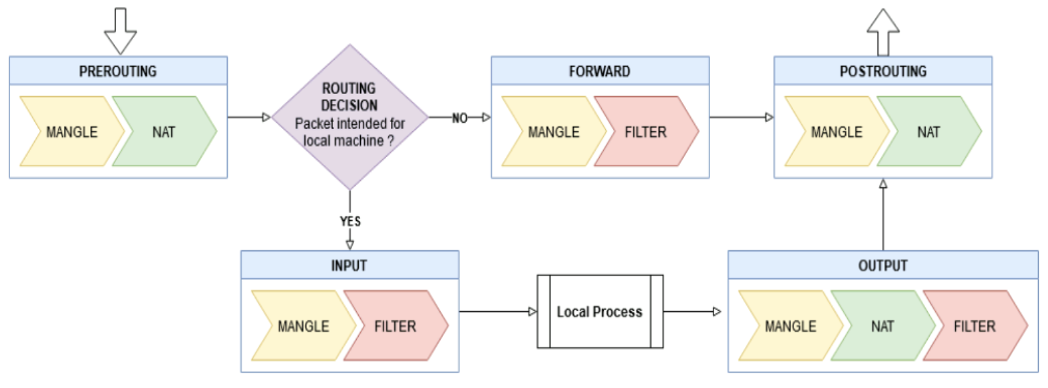 PREROUTING
MANGLE
NAT
ROUTING
DECISION
Packet intended for
local machine ?
NO
FORWARD
MANGLE
FILTER
POSTROUTING
MANGLE
NAT
YES
INPUT
MANGLE
FILTER
Local Process
OUTPUT
MANGLE
NAT
FILTER